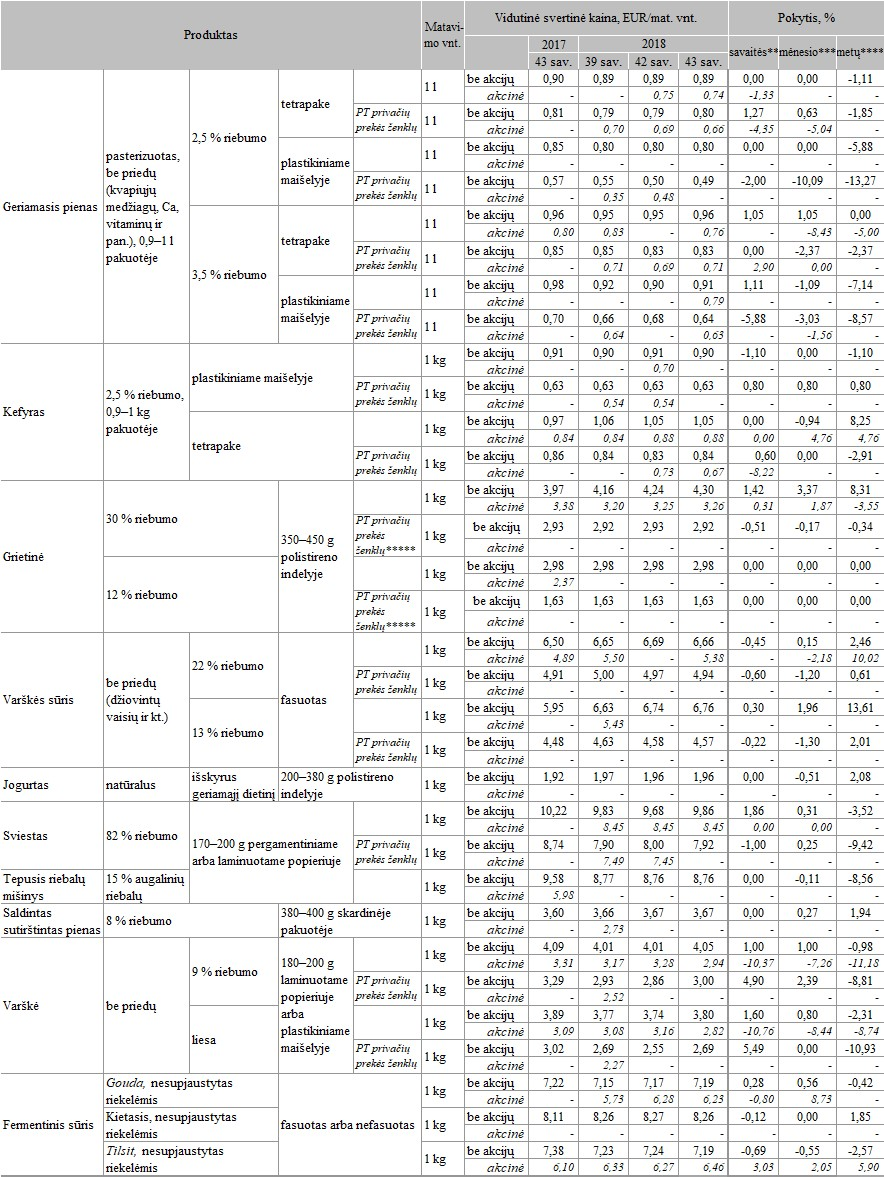 Produktas Matavi- Vidutinė svertinė kaina, EUR/mat. vnt. Pokytis, %
mo vnt. 2017 2018 savaitės** mėnesio*** metų****
43 sav. 39 sav. 42 sav. 43 sav.
Geriamasis pienas
pasterizuotas,
be priedų
(kvapiųjų
medžiagų, Ca,
vitaminų ir
pan.), 0,9–1 l
pakuotėje
2,5 % riebumo
tetrapake
1 l be akcijų 0,90 0,89 0,89 0,89 0,00 0,00 -1,11
akcinė - - 0,75 0,74 -1,33 - -
PT privačių
prekės ženklų
1 l be akcijų 0,81 0,79 0,79 0,80 1,27 0,63 -1,85
akcinė - 0,70 0,69 0,66 -4,35 -5,04 -
plastikiniame
maišelyje
1 l be akcijų 0,85 0,80 0,80 0,80 0,00 0,00 -5,88
akcinė - - - - - - -
PT privačių
prekės ženklų
1 l be akcijų 0,57 0,55 0,50 0,49 -2,00 -10,09 -13,27
akcinė - 0,35 0,48 - - - -
3,5 % riebumo
tetrapake
1 l be akcijų 0,96 0,95 0,95 0,96 1,05 1,05 0,00
akcinė 0,80 0,83 - 0,76 - -8,43 -5,00
PT privačių
prekės ženklų
1 l be akcijų 0,85 0,85 0,83 0,83 0,00 -2,37 -2,37
akcinė - 0,71 0,69 0,71 2,90 0,00 -
plastikiniame
maišelyje
1 l be akcijų 0,98 0,92 0,90 0,91 1,11 -1,09 -7,14
akcinė - - - 0,79 - - -
PT privačių
prekės ženklų
1 l be akcijų 0,70 0,66 0,68 0,64 -5,88 -3,03 -8,57
akcinė - 0,64 - 0,63 - -1,56 -
Kefyras
2,5 % riebumo,
0,9–1 kg
pakuotėje
plastikiniame maišelyje
1 kg be akcijų 0,91 0,90 0,91 0,90 -1,10 0,00 -1,10
akcinė - - 0,70 - - - -
PT privačių
prekės ženklų
1 kg be akcijų 0,63 0,63 0,63 0,63 0,80 0,80 0,80
akcinė - 0,54 0,54 - - - -
tetrapake
1 kg be akcijų 0,97 1,06 1,05 1,05 0,00 -0,94 8,25
akcinė 0,84 0,84 0,88 0,88 0,00 4,76 4,76
PT privačių
prekės ženklų
1 kg be akcijų 0,86 0,84 0,83 0,84 0,60 0,00 -2,91
akcinė - - 0,73 0,67 -8,22 - -
Grietinė
30 % riebumo
350–450 g
polistireno
indelyje
1 kg be akcijų 3,97 4,16 4,24 4,30 1,42 3,37 8,31
akcinė 3,38 3,20 3,25 3,26 0,31 1,87 -3,55
PT privačių
prekės
ženklų*****
1 kg be akcijų 2,93 2,92 2,93 2,92 -0,51 -0,17 -0,34
akcinė - - - - - - -
12 % riebumo
1 kg be akcijų 2,98 2,98 2,98 2,98 0,00 0,00 0,00
akcinė 2,37 - - - - - -
PT privačių
prekės
ženklų*****
1 kg be akcijų 1,63 1,63 1,63 1,63 0,00 0,00 0,00
akcinė - - - - - - -
Varškės sūris
be priedų
(džiovintų
vaisių ir kt.)
22 % riebumo
fasuotas
1 kg be akcijų 6,50 6,65 6,69 6,66 -0,45 0,15 2,46
akcinė 4,89 5,50 - 5,38 - -2,18 10,02
PT privačių
prekės ženklų
1 kg be akcijų 4,91 5,00 4,97 4,94 -0,60 -1,20 0,61
akcinė - - - - - - -
13 % riebumo
1 kg be akcijų 5,95 6,63 6,74 6,76 0,30 1,96 13,61
akcinė - 5,43 - - - - -
PT privačių
prekės ženklų
1 kg be akcijų 4,48 4,63 4,58 4,57 -0,22 -1,30 2,01
akcinė - - - - - - -
Jogurtas natūralus
išskyrus
geriamąjį dietinį
200–380 g polistireno
indelyje
1 kg be akcijų 1,92 1,97 1,96 1,96 0,00 -0,51 2,08
akcinė - - - - - - -
Sviestas
82 % riebumo
170–200 g pergamentiniame
arba laminuotame popieriuje
1 kg be akcijų 10,22 9,83 9,68 9,86 1,86 0,31 -3,52
akcinė - 8,45 8,45 8,45 0,00 0,00 -
PT privačių
prekės ženklų
1 kg be akcijų 8,74 7,90 8,00 7,92 -1,00 0,25 -9,42
akcinė - 7,49 7,45 - - - -
Tepusis riebalų
mišinys
15 % augalinių
riebalų
1 kg be akcijų 9,58 8,77 8,76 8,76 0,00 -0,11 -8,56
akcinė 5,98 - - - - - -
Saldintas
sutirštintas pienas
8 % riebumo
380–400 g skardinėje
pakuotėje
1 kg be akcijų 3,60 3,66 3,67 3,67 0,00 0,27 1,94
akcinė - 2,73 - - - - -
Varškė
be priedų
9 % riebumo
180–200 g
laminuotame
popieriuje
arba
plastikiniame
maišelyje
1 kg be akcijų 4,09 4,01 4,01 4,05 1,00 1,00 -0,98
akcinė 3,31 3,17 3,28 2,94 -10,37 -7,26 -11,18
PT privačių
prekės ženklų
1 kg be akcijų 3,29 2,93 2,86 3,00 4,90 2,39 -8,81
akcinė - 2,52 - - - - -
liesa
1 kg be akcijų 3,89 3,77 3,74 3,80 1,60 0,80 -2,31
akcinė 3,09 3,08 3,16 2,82 -10,76 -8,44 -8,74
PT privačių
prekės ženklų
1 kg be akcijų 3,02 2,69 2,55 2,69 5,49 0,00 -10,93
akcinė - 2,27 - - - - -
Fermentinis sūris
Gouda, nesupjaustytas
riekelėmis
fasuotas arba nefasuotas
1 kg be akcijų 7,22 7,15 7,17 7,19 0,28 0,56 -0,42
akcinė - 5,73 6,28 6,23 -0,80 8,73 -
Kietasis, nesupjaustytas
riekelėmis
1 kg be akcijų 8,11 8,26 8,27 8,26 -0,12 0,00 1,85
akcinė - - - - - - -
Tilsit, nesupjaustytas
riekelėmis
1 kg be akcijų 7,38 7,23 7,24 7,19 -0,69 -0,55 -2,57
akcinė 6,10 6,33 6,27 6,46 3,03 2,05 5,90